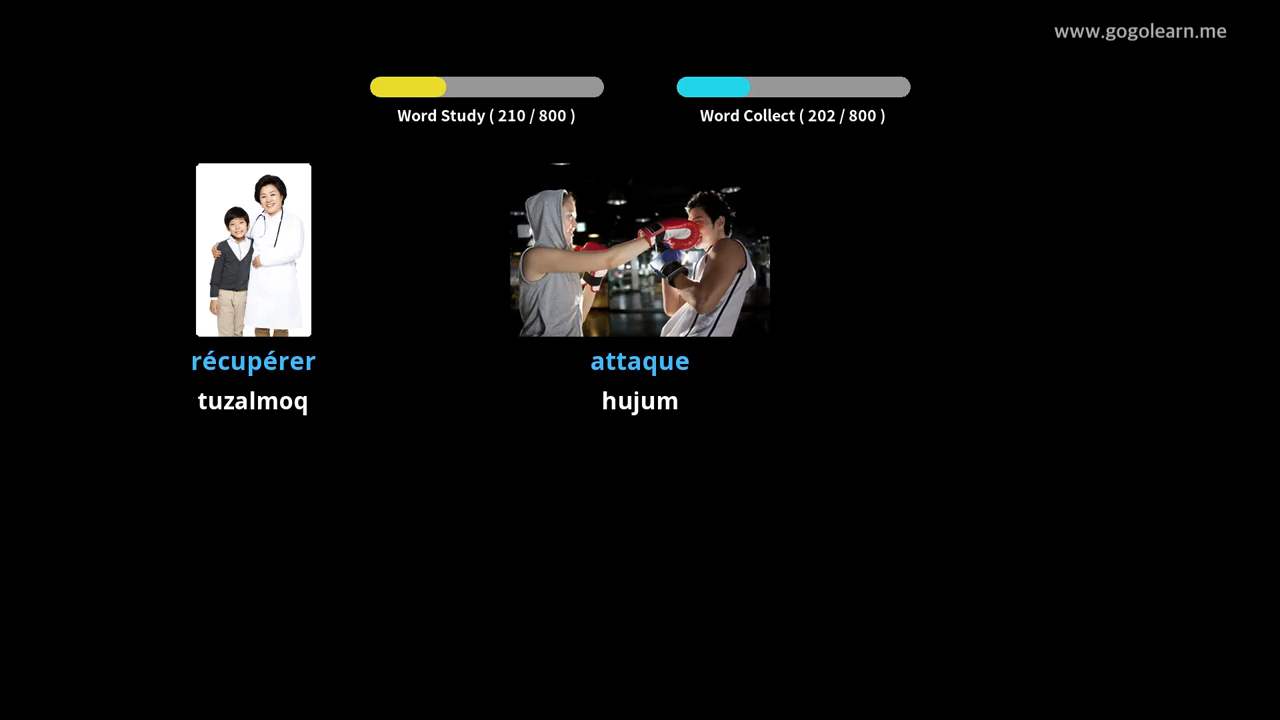 www.gogolearn.me
Word Study ( 210 / 800 )
Word Collect ( 202 / 800 )
récupérer
attaque
tuzalmoq
hujum